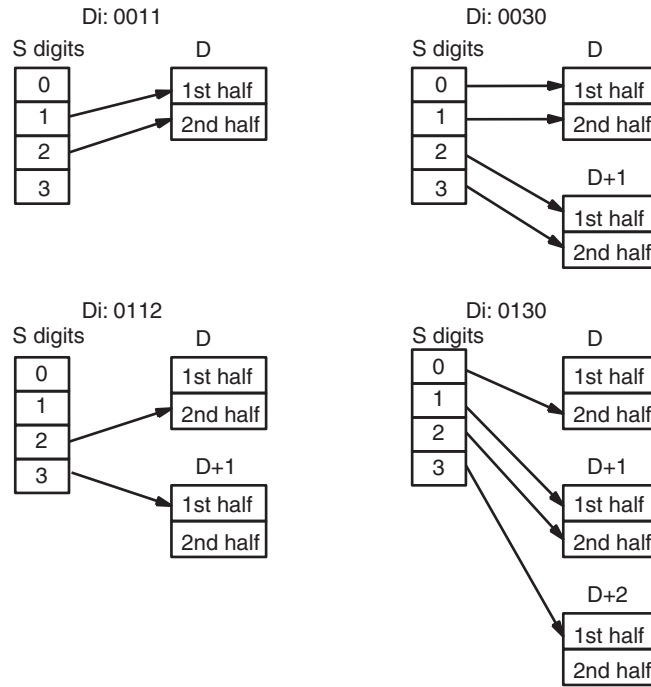 Di: 0011
S digits D
0
1
2
3
1st half
2nd half
Di: 0030
S digits D
0
1
2
3
1st half
2nd half
D+1
1st half
2nd half
Di: 0112
S digits D
0
1
2
3
1st half
2nd half
D+1
1st half
2nd half
Di: 0130
S digits D
0
1
2
3
1st half
2nd half
D+1
1st half
2nd half
D+2
1st half
2nd half